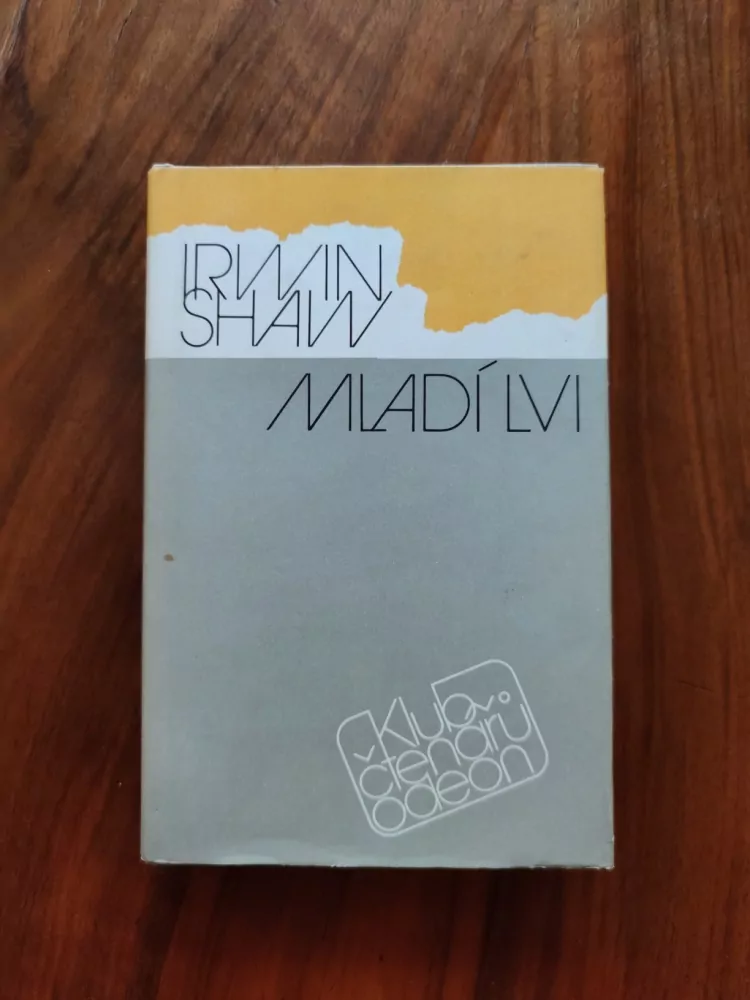 IRWIN
SHAW
MLADÍ LVI
Klub
čtenářů
odeon